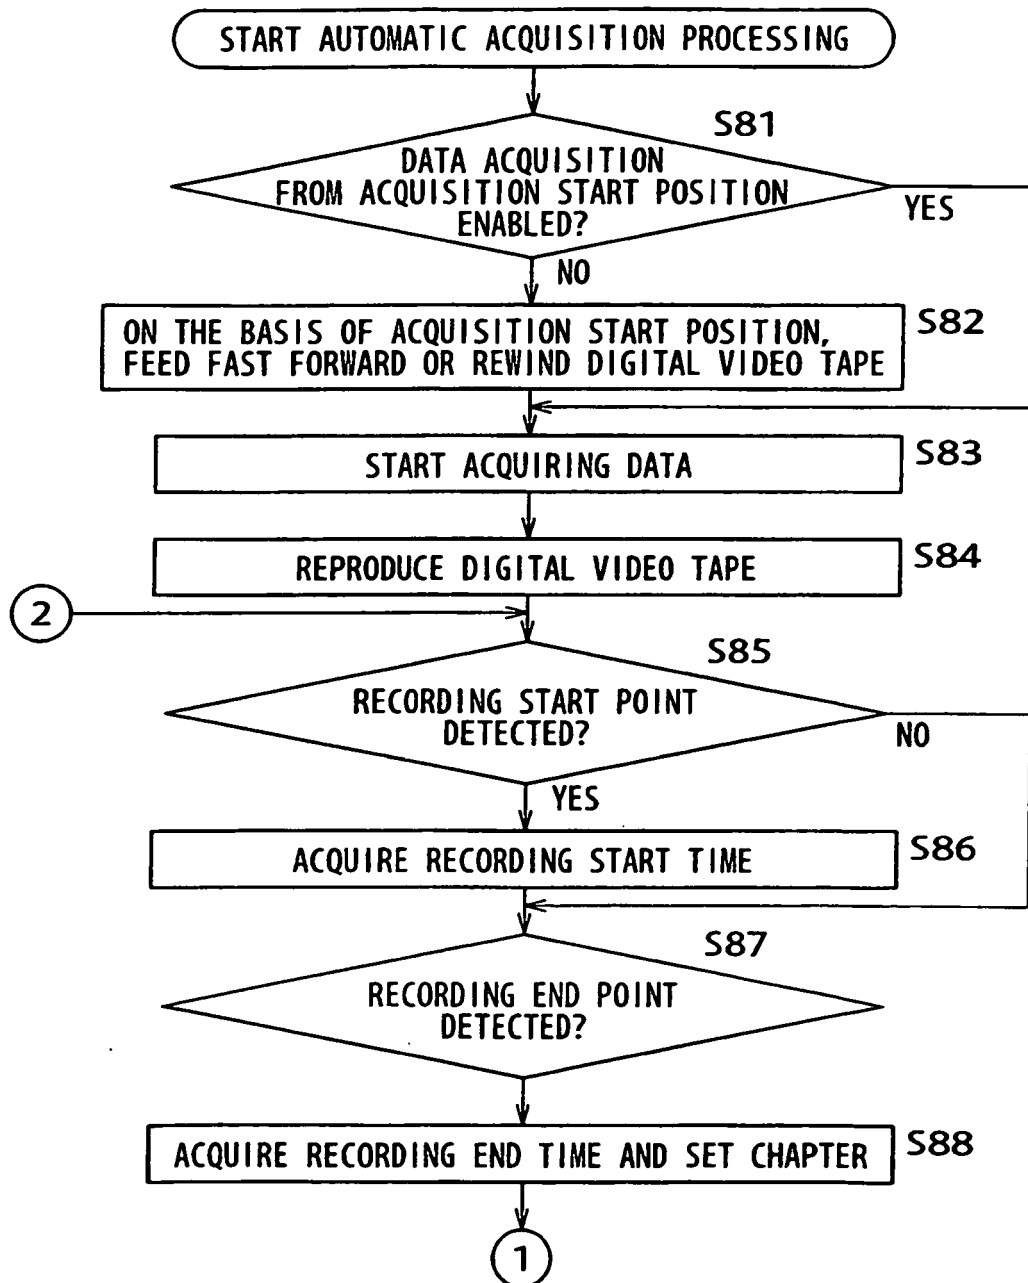 START AUTOMATIC ACQUISITION PROCESSING
S81
DATA ACQUISITION
FROM ACQUISITION START POSITION
ENABLED?
YES
NO
S82
ON THE BASIS OF ACQUISITION START POSITION,
FEED FAST FORWARD OR REWIND DIGITAL VIDEO TAPE
S83
START ACQUIRING DATA
S84
REPRODUCE DIGITAL VIDEO TAPE
2
S85
RECORDING START POINT
DETECTED?
NO
YES
S86
ACQUIRE RECORDING START TIME
S87
RECORDING END POINT
DETECTED?
S88
ACQUIRE RECORDING END TIME AND SET CHAPTER
1